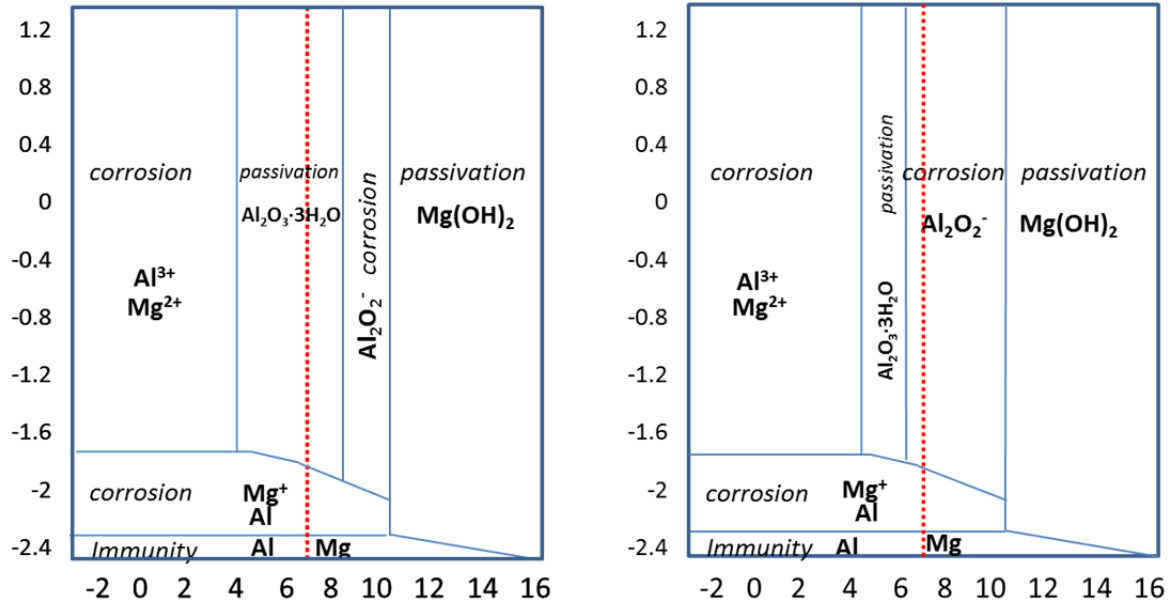 1.2
0.8
0.4
0
-0.4
-0.8
-1.2
-1.6
-2
-2.4
corrosion
passivation
Al₂O₃·3H₂O
corrosion
Al₂O₂⁻
passivation
Mg(OH)₂
Al³⁺
Mg²⁺
corrosion
Mg⁺
Al
Immunity Al Mg
-2 0 2 4 6 8 10 12 14 16
1.2
0.8
0.4
0
-0.4
-0.8
-1.2
-1.6
-2
-2.4
corrosion
passivation
Al₂O₃·3H₂O
corrosion
Al₂O₂⁻
passivation
Mg(OH)₂
Al³⁺
Mg²⁺
corrosion
Mg⁺
Al
Immunity Al Mg
-2 0 2 4 6 8 10 12 14 16